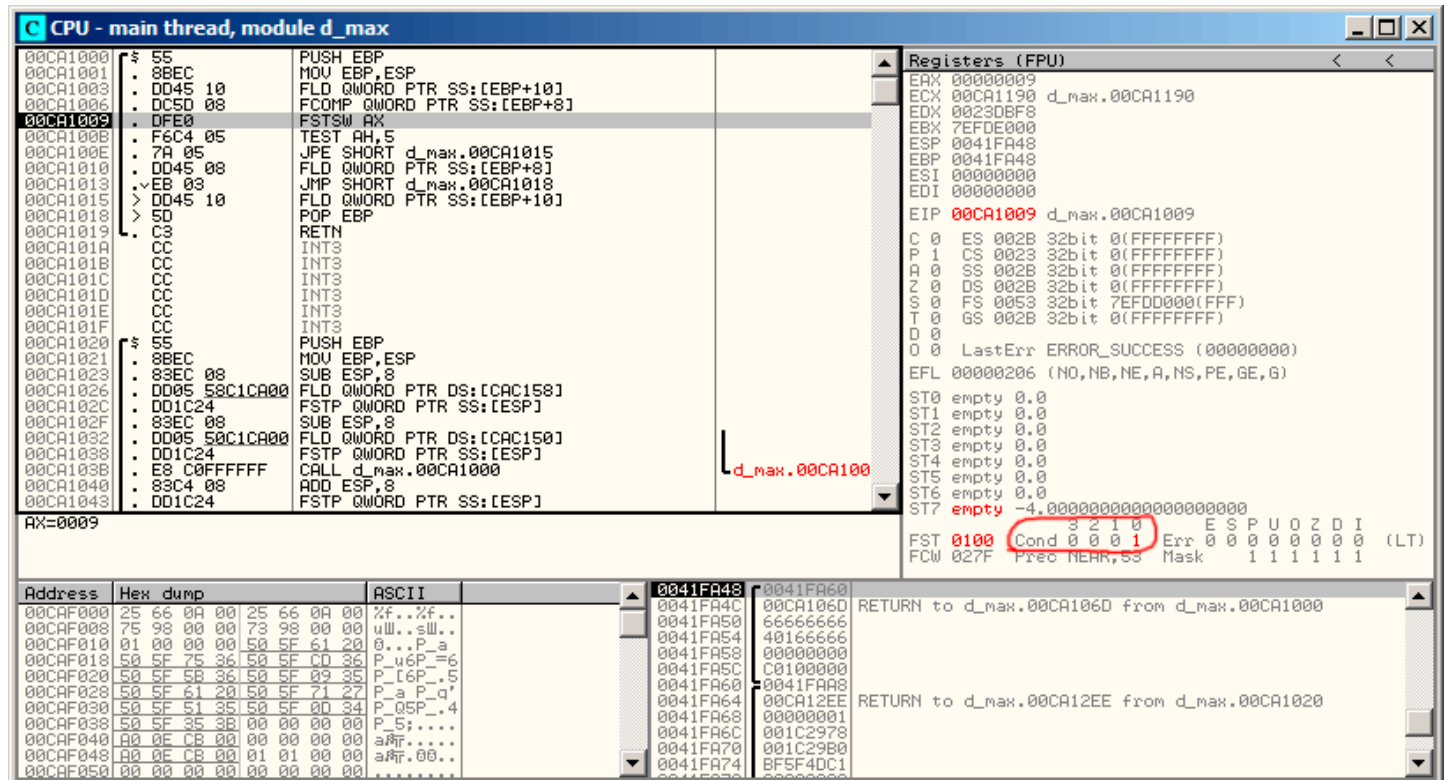 CPU - main thread, module d_max
00CA1000 $ 55 PUSH EBP
00CA1001 . 8BEC MOV EBP,ESP
00CA1003 . DD45 10 FLD QWORD PTR SS:[EBP+10]
00CA1006 . DC5D 08 FCOMP QWORD PTR SS:[EBP+8]
00CA1009 . DFE0 FSTSW AX
00CA100B . F6C4 05 TEST AH,5
00CA100E . 7A 05 JPE SHORT d_max.00CA1015
00CA1010 . DD45 08 FLD QWORD PTR SS:[EBP+8]
00CA1013 . EB 03 JMP SHORT d_max.00CA1018
00CA1015 > DD45 10 FLD QWORD PTR SS:[EBP+10]
00CA1018 > 5D POP EBP
00CA1019 . C3 RETN
00CA101A CC INT3
00CA101B CC INT3
00CA101C CC INT3
00CA101D CC INT3
00CA101E CC INT3
00CA101F CC INT3
00CA1020 $ 55 PUSH EBP
00CA1021 . 8BEC MOV EBP,ESP
00CA1023 . 83EC 08 SUB ESP,8
00CA1026 . DD05 58C1CA00 FLD QWORD PTR DS:[CAC158]
00CA102C . DD1C24 FSTP QWORD PTR SS:[ESP]
00CA102F . 83EC 08 SUB ESP,8
00CA1032 . DD05 50C1CA00 FLD QWORD PTR DS:[CAC150]
00CA1038 . DD1C24 FSTP QWORD PTR SS:[ESP]
00CA103B . E8 C0FFFFFF CALL d_max.00CA1000 d_max.00CA100
00CA1040 . 83C4 08 ADD ESP,8
00CA1043 . DD1C24 FSTP QWORD PTR SS:[ESP]
AX=0009
Registers (FPU) < <
EAX 00000009
ECX 00CA1190 d_max.00CA1190
EDX 0023DBF8
EBX 7EFDE000
ESP 0041FA48
EBP 0041FA48
ESI 00000000
EDI 00000000
EIP 00CA1009 d_max.00CA1009
C 0 ES 002B 32bit 0(FFFFFFFF)
P 1 CS 0023 32bit 0(FFFFFFFF)
A 0 SS 002B 32bit 0(FFFFFFFF)
Z 0 DS 002B 32bit 0(FFFFFFFF)
S 0 FS 0053 32bit 7EFDD000(FFF)
T 0 GS 002B 32bit 0(FFFFFFFF)
D 0
O 0 LastErr ERROR_SUCCESS (00000000)
EFL 00000206 (NO,NB,NE,A,NS,PE,GE,G)
ST0 empty 0.0
ST1 empty 0.0
ST2 empty 0.0
ST3 empty 0.0
ST4 empty 0.0
ST5 empty 0.0
ST6 empty 0.0
ST7 empty -4.0000000000000000000
3 2 1 0 E S P U O Z D I
FST 0100 Cond 0 0 0 1 Err 0 0 0 0 0 0 0 0 (LT)
FCW 027F Prec NEAR,53 Mask 1 1 1 1 1 1
Address Hex dump ASCII
00CAF000 25 66 0A 00 25 66 0A 00 %f..%f..
00CAF008 75 98 00 00 73 98 00 00 uШ..sШ..
00CAF010 01 00 00 00 50 5F 61 20 0...P_a
00CAF018 50 5F 75 36 50 5F CD 36 P_u6P_=6
00CAF020 50 5F 5B 36 50 5F 09 35 P_[6P_.5
00CAF028 50 5F 61 20 50 5F 71 27 P_a P_q'
00CAF030 50 5F 51 35 50 5F 0D 34 P_Q5P_.4
00CAF038 50 5F 35 3B 00 00 00 00 P_5;....
00CAF040 A0 0E CB 00 00 00 00 00
00CAF048 A0 0E CB 00 01 01 00 00
00CAF050 00 00 00 00 00 00 00 00 ........
0041FA48 0041FA60
0041FA4C 00CA106D RETURN to d_max.00CA106D from d_max.00CA1000
0041FA50 66666666
0041FA54 40166666
0041FA58 00000000
0041FA5C C0100000
0041FA60 0041FAA8
0041FA64 00CA12EE RETURN to d_max.00CA12EE from d_max.00CA1020
0041FA68 00000001
0041FA6C 001C2978
0041FA70 001C29B0
0041FA74 BF5F4DC1